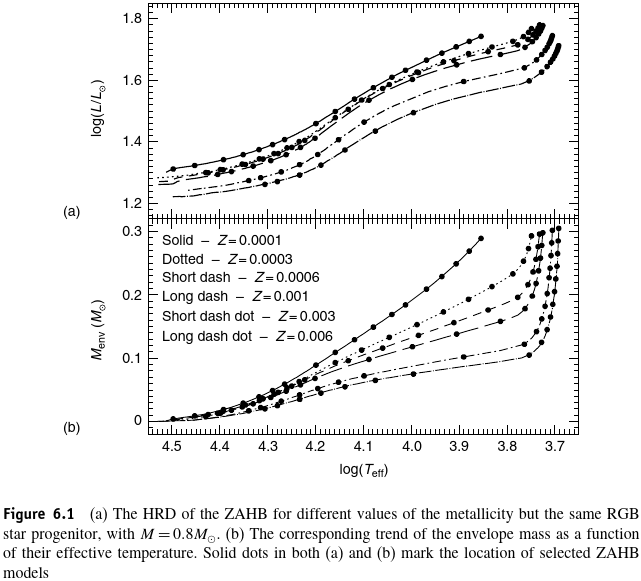 1.8
1.6
1.4
1.2
log(L/L⊙)
(a)
0.3
0.2
0.1
0
Menv (M⊙)
(b)
Solid – Z=0.0001
Dotted – Z=0.0003
Short dash – Z=0.0006
Long dash – Z=0.001
Short dash dot – Z=0.003
Long dash dot – Z=0.006
4.5 4.4 4.3 4.2 4.1 4.0 3.9 3.8 3.7
log(Teff)
Figure 6.1 (a) The HRD of the ZAHB for different values of the metallicity but the same RGB
star progenitor, with M=0.8M⊙. (b) The corresponding trend of the envelope mass as a function
of their effective temperature. Solid dots in both (a) and (b) mark the location of selected ZAHB
models